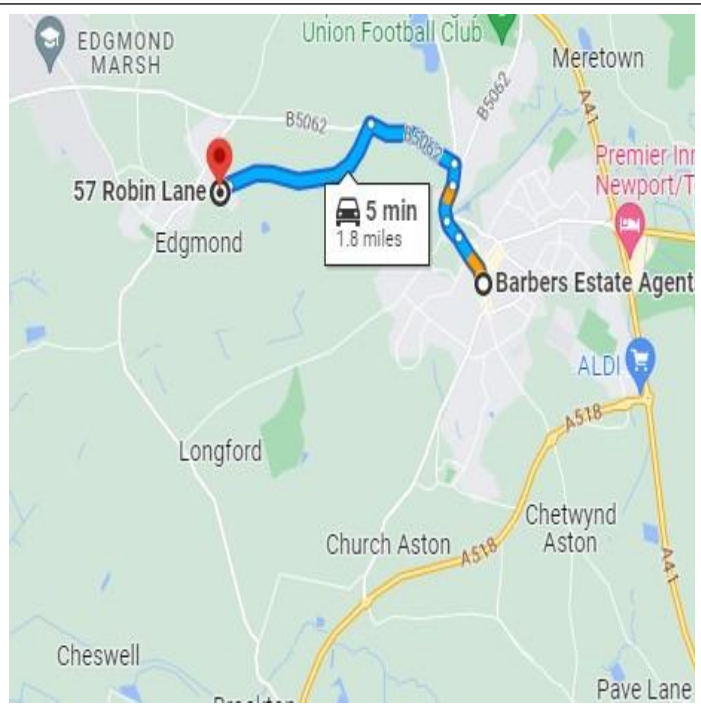 Union Football Club
EDGMOND
MARSH
Meretown
B5062
B5062
B5062
A41
Premier Inn
Newport/T
57 Robin Lane
5 min
1.8 miles
Edgmond
Barbers Estate Agent
ALDI
A518
Longford
Chetwynd
Aston
Church Aston
A518
A41
Cheswell
Pave Lane